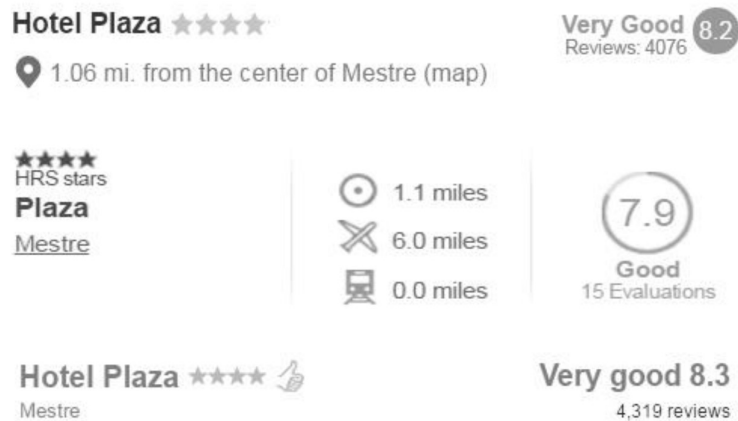 Hotel Plaza
Very Good 8.2
Reviews: 4076
1.06 mi. from the center of Mestre (map)
HRS stars
Plaza
Mestre
1.1 miles
6.0 miles
0.0 miles
7.9
Good
15 Evaluations
Hotel Plaza
Very good 8.3
Mestre
4,319 reviews